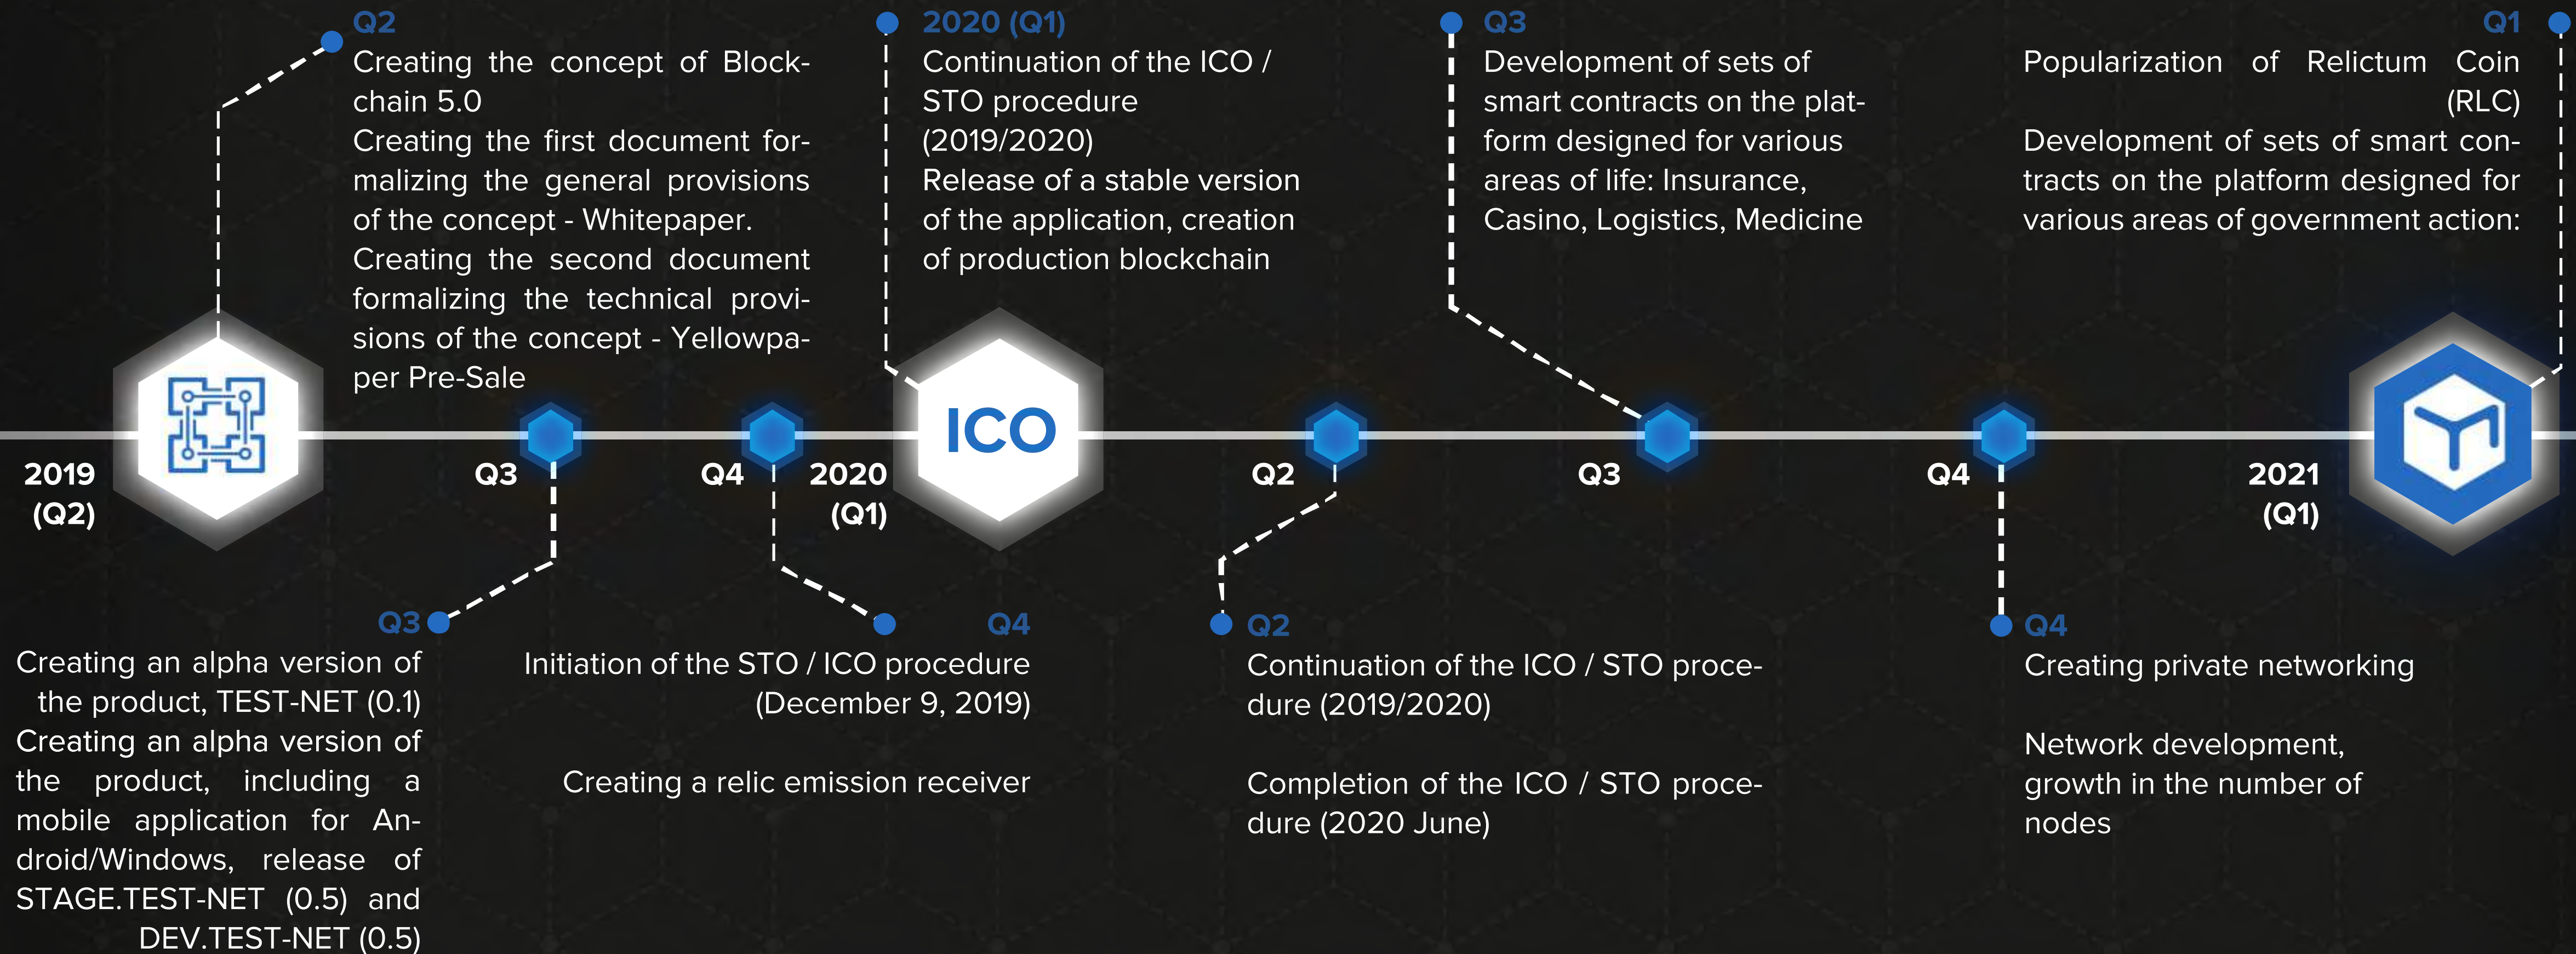 Q2
Creating the concept of Block-
chain 5.0
Creating the first document for-
malizing the general provisions
of the concept - Whitepaper.
Creating the second document
formalizing the technical provi-
sions of the concept - Yellowpa-
per Pre-Sale
2020 (Q1)
Continuation of the ICO /
STO procedure
(2019/2020)
Release of a stable version
of the application, creation
of production blockchain
Q3
Development of sets of
smart contracts on the plat-
form designed for various
areas of life: Insurance,
Casino, Logistics, Medicine
Q1
Popularization of Relictum Coin
(RLC)
Development of sets of smart con-
tracts on the platform designed for
various areas of government action:
2019
(Q2)
Q3
Q4
2020
(Q1)
ICO
Q2
Q3
Q4
2021
(Q1)
Q3
Creating an alpha version of
the product, TEST-NET (0.1)
Creating an alpha version of
the product, including a
mobile application for An-
droid/Windows, release of
STAGE.TEST-NET (0.5) and
DEV.TEST-NET (0.5)
Q4
Initiation of the STO / ICO procedure
(December 9, 2019)
Creating a relic emission receiver
Q2
Continuation of the ICO / STO proce-
dure (2019/2020)
Completion of the ICO / STO proce-
dure (2020 June)
Q4
Creating private networking
Network development,
growth in the number of
nodes